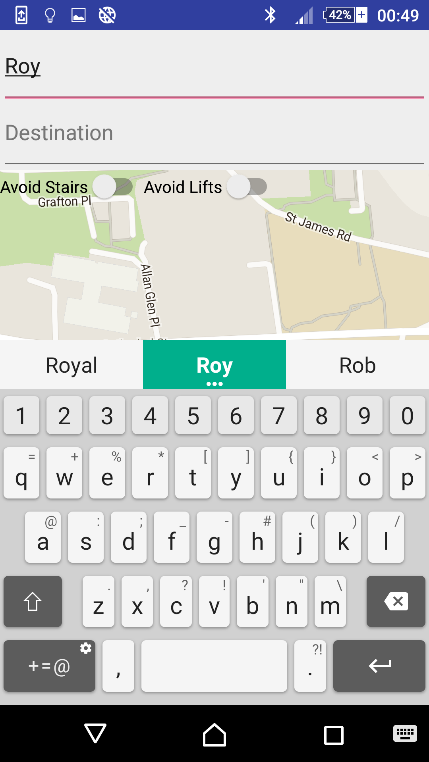 42% 00:49
Roy
Destination
Avoid Stairs Avoid Lifts
Grafton Pl
St James Rd
Allan Glen Pl
Royal Roy Rob
1 2 3 4 5 6 7 8 9 0
= + % * [ ] { } < >
q w e r t y u i o p
@ : ; _ - # ( ) /
a s d f g h j k l
. , ? ! ' " \
z x c v b n m
+=@ , . ?!